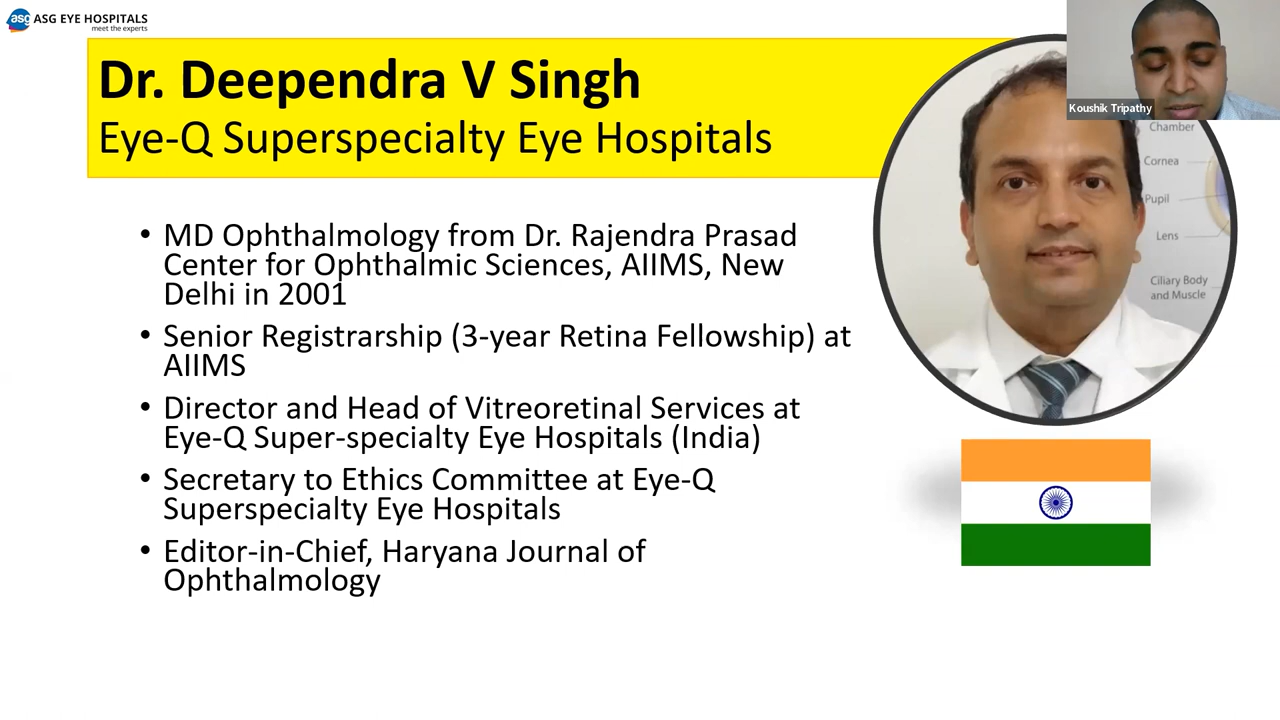 asg ASG EYE HOSPITALS
meet the experts
Dr. Deependra V Singh
Eye-Q Superspecialty Eye Hospitals
Koushik Tripathy
Chamber
Cornea
Pupil
Lens
Ciliary Body
and Muscle
• MD Ophthalmology from Dr. Rajendra Prasad
Center for Ophthalmic Sciences, AIIMS, New
Delhi in 2001
• Senior Registrarship (3-year Retina Fellowship) at
AIIMS
• Director and Head of Vitreoretinal Services at
Eye-Q Super-specialty Eye Hospitals (India)
• Secretary to Ethics Committee at Eye-Q
Superspecialty Eye Hospitals
• Editor-in-Chief, Haryana Journal of
Ophthalmology